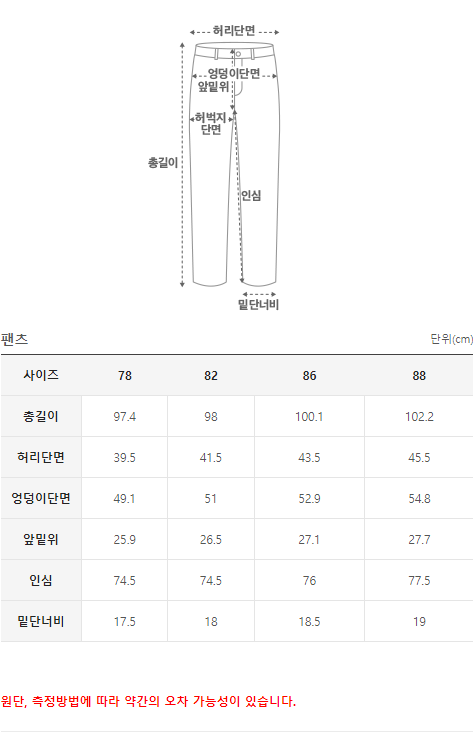 허리단면
엉덩이단면
앞밑위
허벅지
단면
총길이
인심
밑단너비
팬츠 단위(cm)
사이즈 78 82 86 88
총길이 97.4 98 100.1 102.2
허리단면 39.5 41.5 43.5 45.5
엉덩이단면 49.1 51 52.9 54.8
앞밑위 25.9 26.5 27.1 27.7
인심 74.5 74.5 76 77.5
밑단너비 17.5 18 18.5 19
원단, 측정방법에 따라 약간의 오차 가능성이 있습니다.